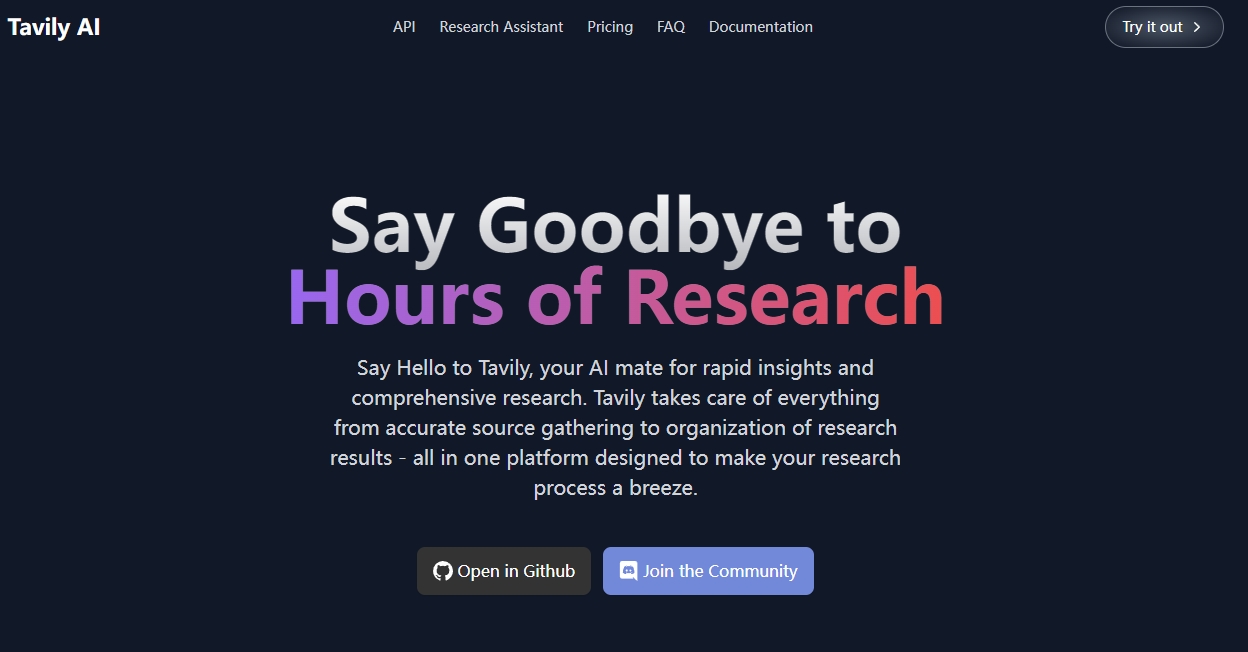 Tavily AI
API Research Assistant Pricing FAQ Documentation
Try it out
Say Goodbye to
Hours of Research
Say Hello to Tavily, your AI mate for rapid insights and
comprehensive research. Tavily takes care of everything
from accurate source gathering to organization of research
results - all in one platform designed to make your research
process a breeze.
Open in Github
Join the Community